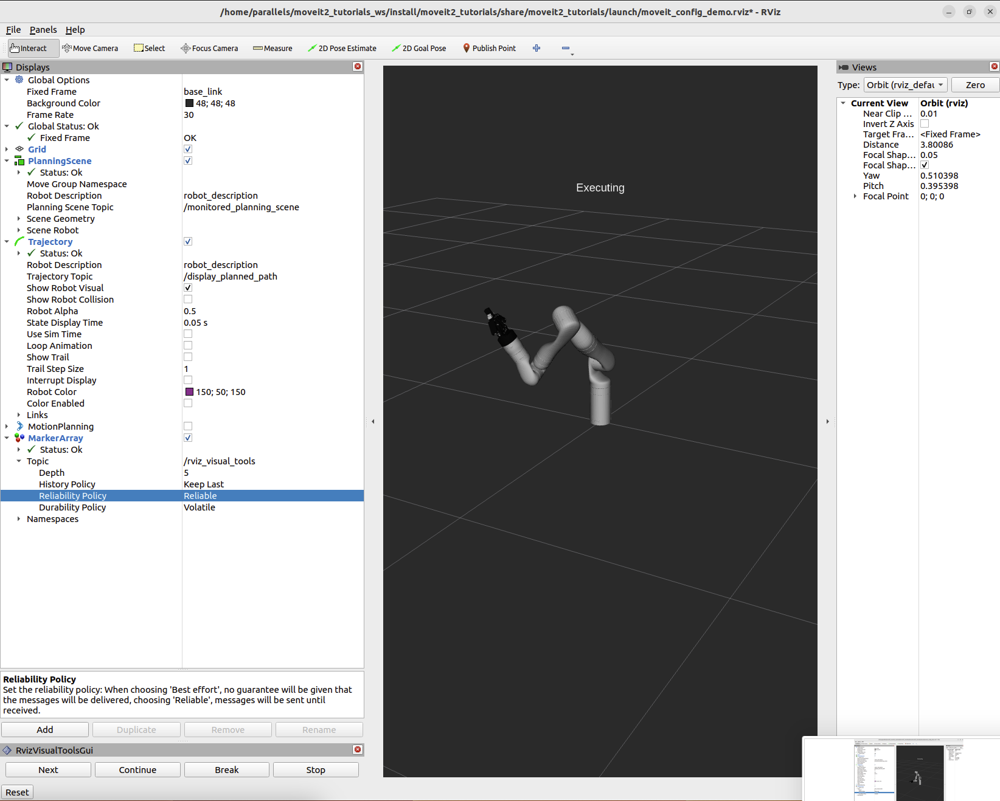 /home/parallels/moveit2_tutorials_ws/install/moveit2_tutorials/share/moveit2_tutorials/launch/moveit_config_demo.rviz* - RViz
File Panels Help
Interact Move Camera Select Focus Camera Measure 2D Pose Estimate 2D Goal Pose Publish Point
Displays
Global Options
Fixed Frame base_link
Background Color 48; 48; 48
Frame Rate 30
Global Status: Ok
Fixed Frame OK
Grid
PlanningScene
Status: Ok
Move Group Namespace
Robot Description robot_description
Planning Scene Topic /monitored_planning_scene
Scene Geometry
Scene Robot
Trajectory
Status: Ok
Robot Description robot_description
Trajectory Topic /display_planned_path
Show Robot Visual
Show Robot Collision
Robot Alpha 0.5
State Display Time 0.05 s
Use Sim Time
Loop Animation
Show Trail
Trail Step Size 1
Interrupt Display
Robot Color 150; 50; 150
Color Enabled
Links
MotionPlanning
MarkerArray
Status: Ok
Topic /rviz_visual_tools
Depth 5
History Policy Keep Last
Reliability Policy Reliable
Durability Policy Volatile
Namespaces
Reliability Policy
Set the reliability policy: When choosing 'Best effort', no guarantee will be given that
the messages will be delivered, choosing 'Reliable', messages will be sent until
received.
Add Duplicate Remove Rename
RvizVisualToolsGui
Next Continue Break Stop
Reset
Executing
Views
Type: Orbit (rviz_defau Zero
Current View Orbit (rviz)
Near Clip ... 0.01
Invert Z Axis
Target Fra... <Fixed Frame>
Distance 3.80086
Focal Shap... 0.05
Focal Shap...
Yaw 0.510398
Pitch 0.395398
Focal Point 0; 0; 0